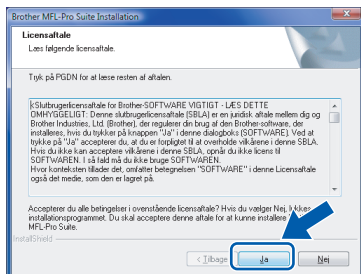 Brother MFL-Pro Suite Installation
Licensaftale
Læs følgende licensaftale.
Tryk på PGDN for at læse resten af aftalen.
kSlutbrugerlicensaftale for Brother-SOFTWARE VIGTIGT - LÆS DETTE
OMHYGGELIGT: Denne slutbrugerlicensaftale (SBLA) er en juridisk aftale mellem dig og
Brother Industries, Ltd. (Brother), der regulerer din brug af den Brother-software, der
installeres, hvis du trykker på knappen "Ja" i denne dialogboks (SOFTWARE). Ved at
trykke på "Ja" accepterer du, at du er forpligtet til at overholde vilkårene i denne SBLA.
Hvis du ikke kan acceptere vilkårene i denne SBLA, opnår du ikke licens til
SOFTWAREN. I så fald må du ikke bruge SOFTWAREN.
Hvor konteksten tillader det, omfatter betegnelsen "SOFTWARE" i denne Licensaftale
også det medie, som den er lagret på.
Accepterer du alle betingelser i ovenstående licensaftale? Hvis du vælger Nej, lukkes
installationsprogrammet. Du skal acceptere denne aftale for at kunne installere
MFL-Pro Suite.
InstallShield
< Tilbage
Ja
Nej